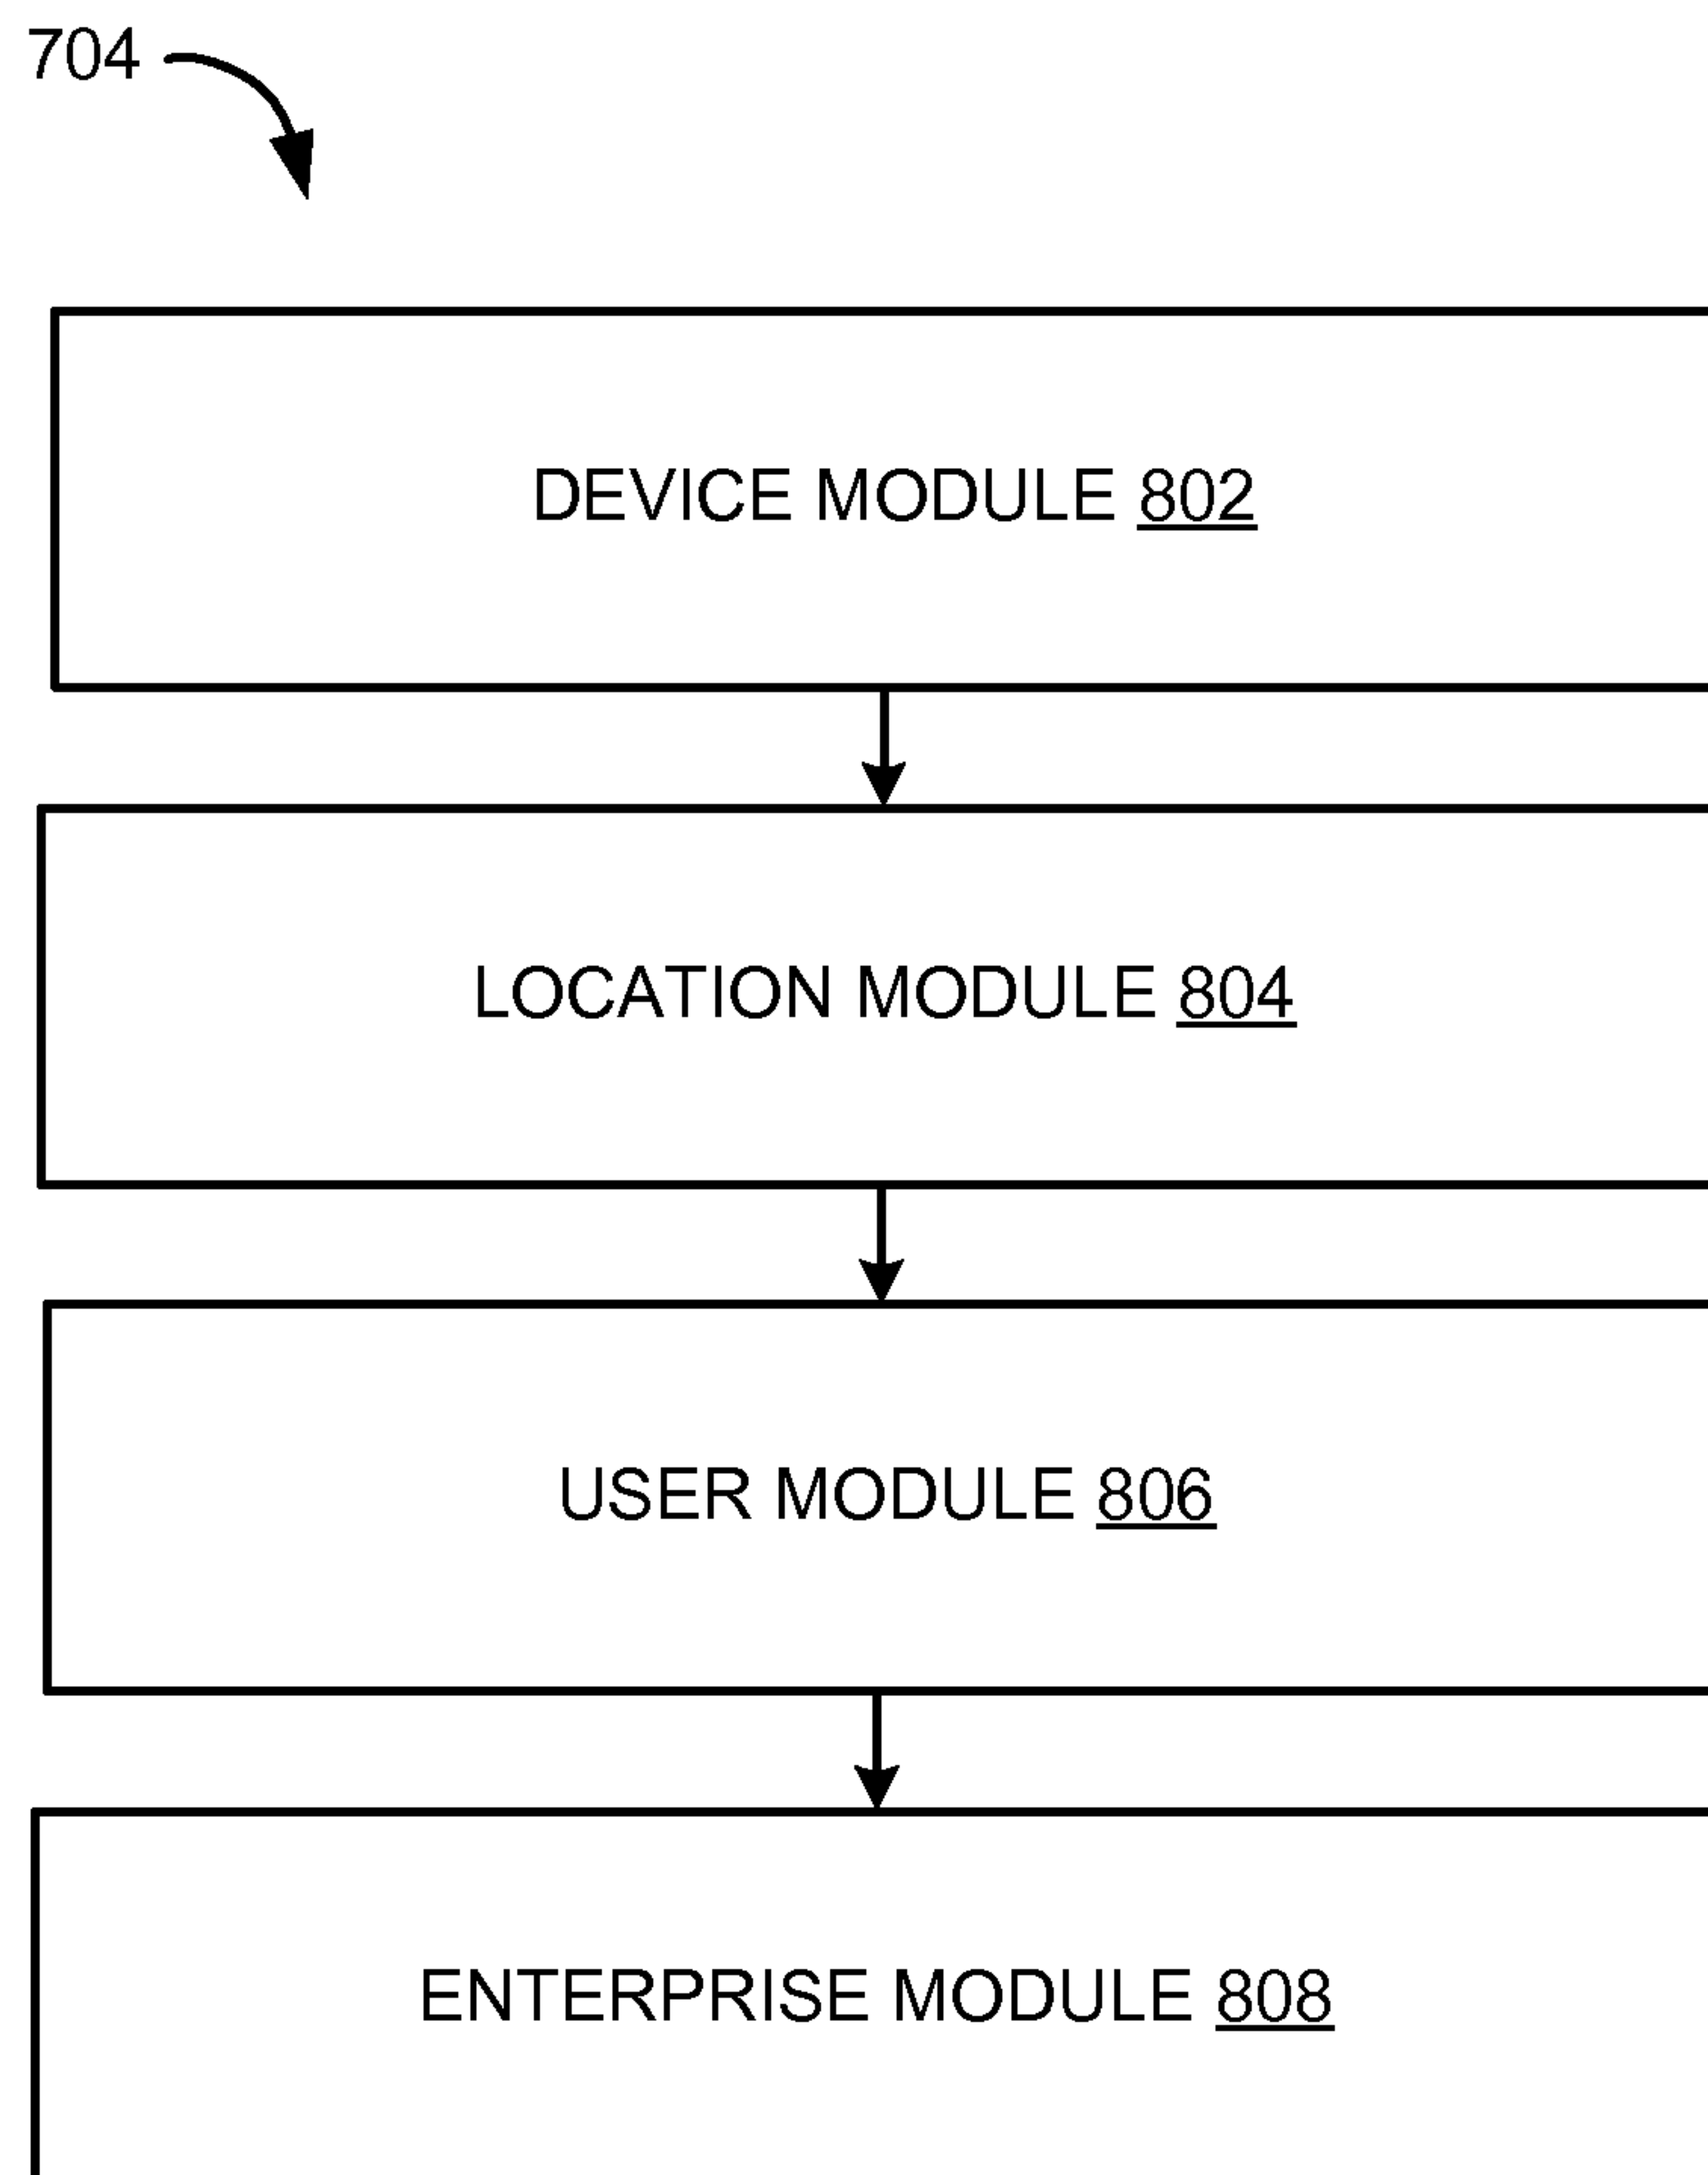 704
DEVICE MODULE 802
LOCATION MODULE 804
USER MODULE 806
ENTERPRISE MODULE 808